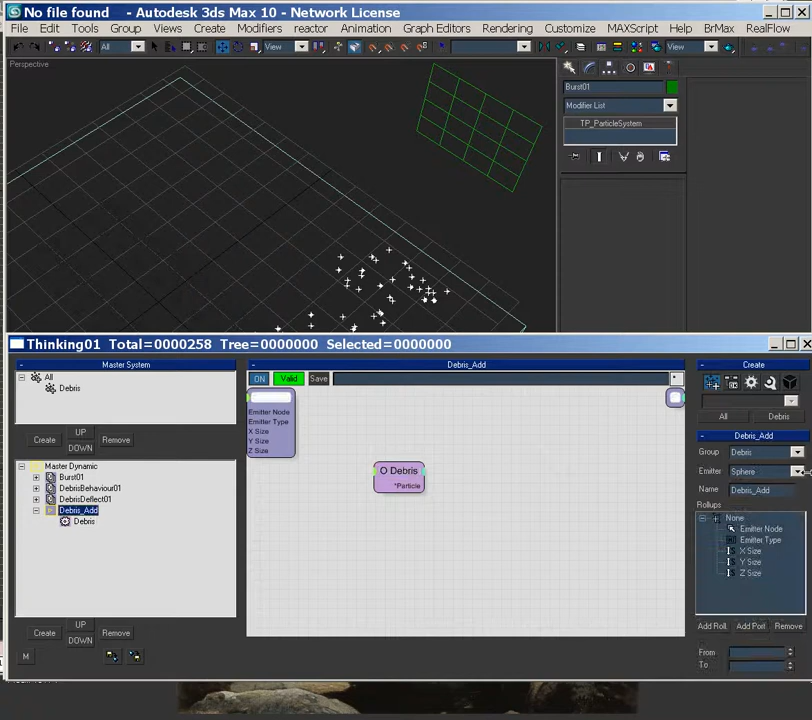 No file found - Autodesk 3ds Max 10 - Network License
File Edit Tools Group Views Create Modifiers reactor Animation Graph Editors Rendering Customize MAXScript Help BrMax RealFlow
All View View
Perspective
Burst01
Modifier List
TP_ParticleSystem
Thinking01 Total=0000258 Tree=0000000 Selected=0000000
Master System
All
Debris
Create UP DOWN Remove
Master Dynamic
Burst01
DebrisBehaviour01
DebrisDeflect01
Debris_Add
Debris
Create UP DOWN Remove
M
Debris_Add
ON Valid Save
Emitter Node
Emitter Type
X Size
Y Size
Z Size
O Debris
*Particle
Create
All Debris
Debris_Add
Group Debris
Emitter Sphere
Name Debris_Add
Rollups
None
Emitter Node
Emitter Type
X Size
Y Size
Z Size
Add Roll. Add Port Remove
From
To